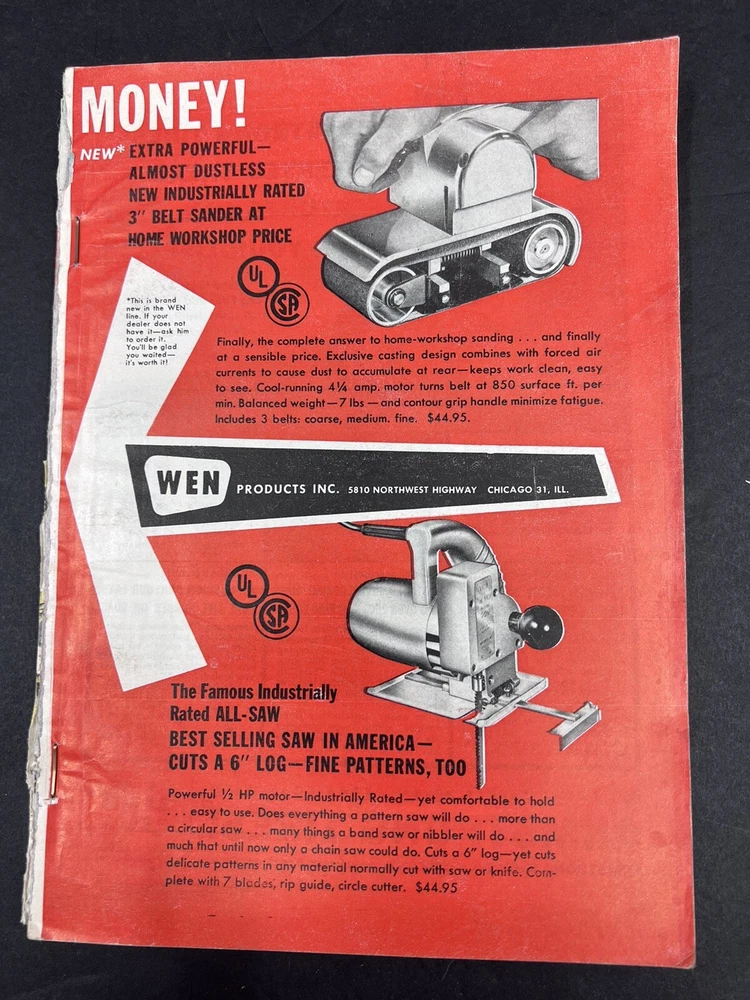 MONEY!
NEW* EXTRA POWERFUL—
ALMOST DUSTLESS
NEW INDUSTRIALLY RATED
3" BELT SANDER AT
HOME WORKSHOP PRICE
UL
SA
*This is brand
new in the WEN
line. If your
dealer does not
have it—ask him
to order it.
You'll be glad
you waited—
it's worth it!
Finally, the complete answer to home-workshop sanding . . . and finally
at a sensible price. Exclusive casting design combines with forced air
currents to cause dust to accumulate at rear—keeps work clean, easy
to see. Cool-running 4¼ amp. motor turns belt at 850 surface ft. per
min. Balanced weight—7 lbs—and contour grip handle minimize fatigue.
Includes 3 belts: coarse, medium. fine. $44.95.
WEN PRODUCTS INC. 5810 NORTHWEST HIGHWAY CHICAGO 31, ILL.
UL
SA
The Famous Industrially
Rated ALL-SAW
BEST SELLING SAW IN AMERICA—
CUTS A 6" LOG—FINE PATTERNS, TOO
Powerful ½ HP motor—Industrially Rated—yet comfortable to hold
. . . easy to use. Does everything a pattern saw will do . . . more than
a circular saw . . . many things a band saw or nibbler will do . . . and
much that until now only a chain saw could do. Cuts a 6" log—yet cuts
delicate patterns in any material normally cut with saw or knife. Com-
plete with 7 blades, rip guide, circle cutter. $44.95